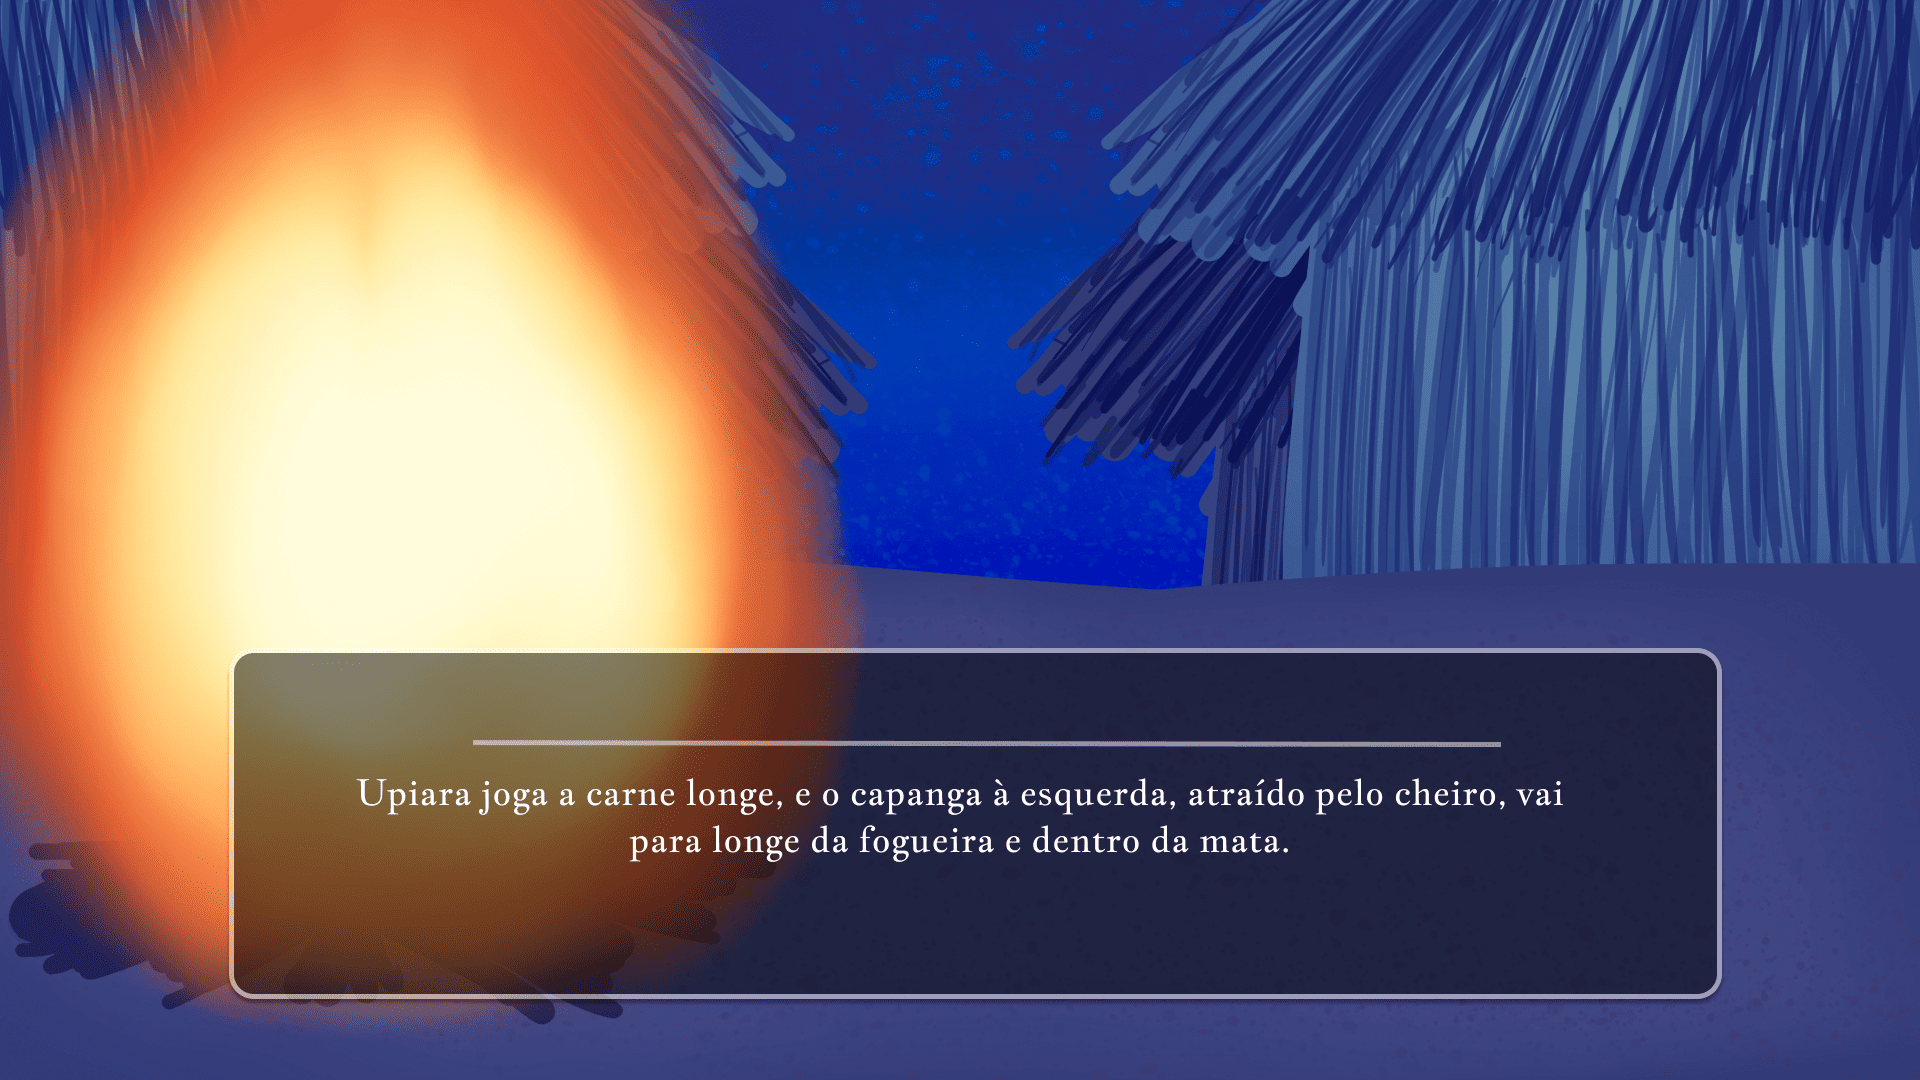 Upiara joga a carne longe, e o capanga à esquerda, atraído pelo cheiro, vai
para longe da fogueira e dentro da mata.